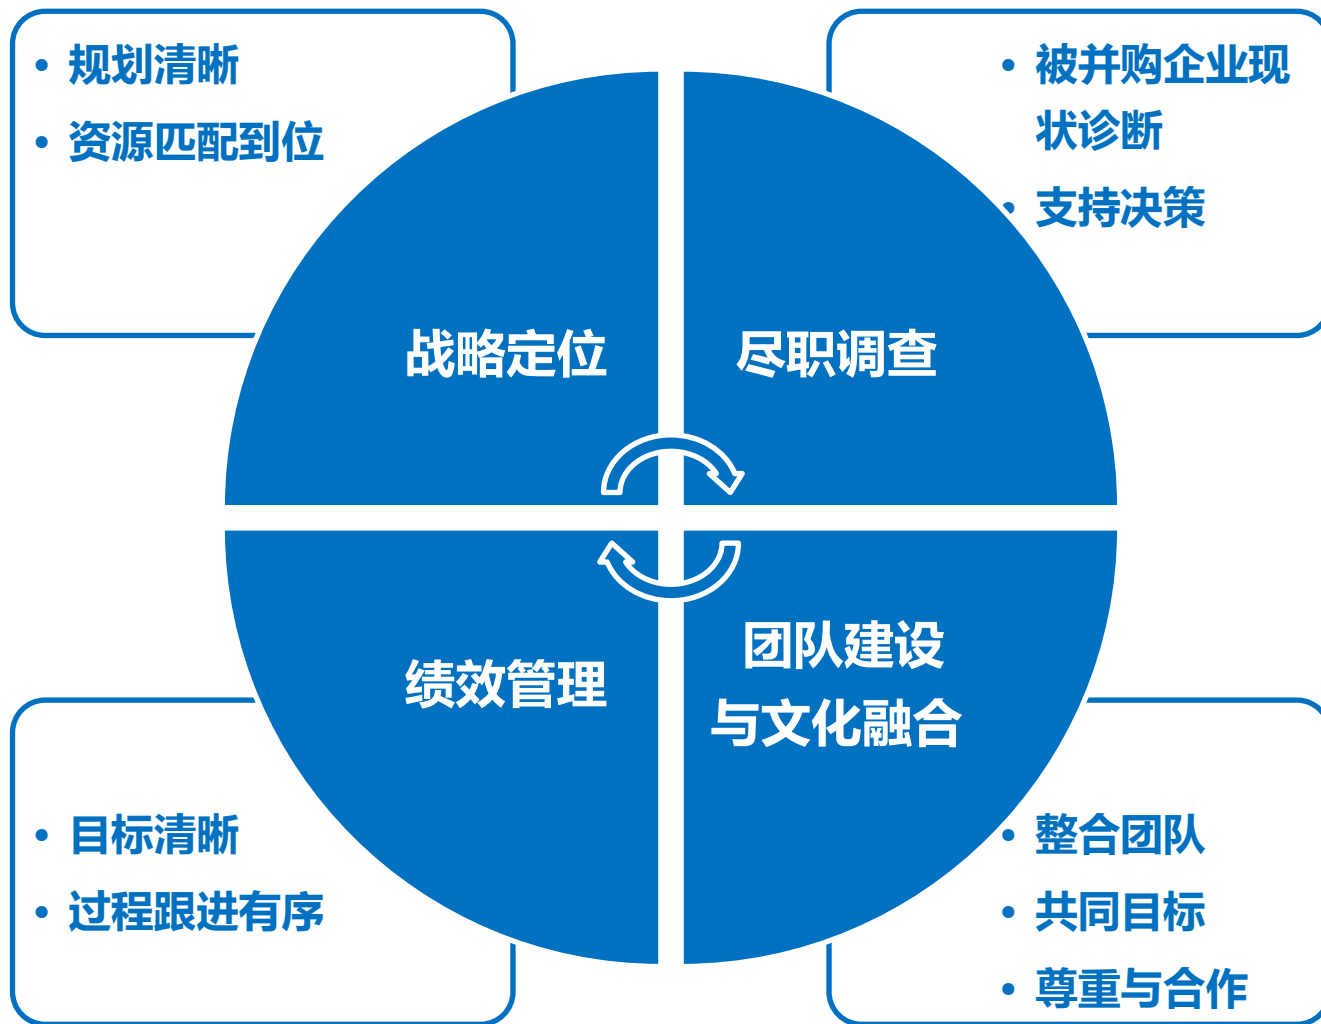 • 规划清晰
• 资源匹配到位
• 被并购企业现
状诊断
• 支持决策
战略定位
尽职调查
绩效管理
团队建设
与文化融合
• 目标清晰
• 过程跟进有序
• 整合团队
• 共同目标
• 尊重与合作